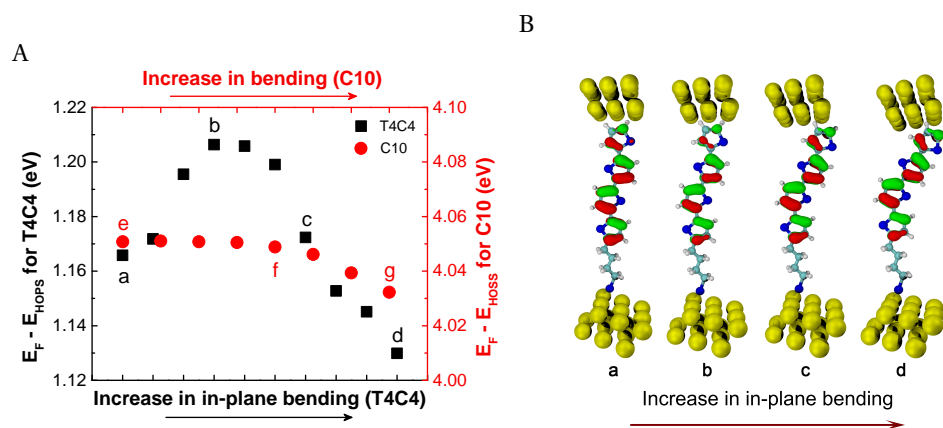 A
B
Increase in bending (C10)
1.22
1.20
1.18
1.16
1.14
1.12
E_F - E_HOPS for T4C4 (eV)
4.10
4.08
4.06
4.04
4.02
4.00
E_F - E_HOSS for C10 (eV)
T4C4
C10
b
e
a
c
f
g
d
Increase in in-plane bending (T4C4)
a b c d
Increase in in-plane bending